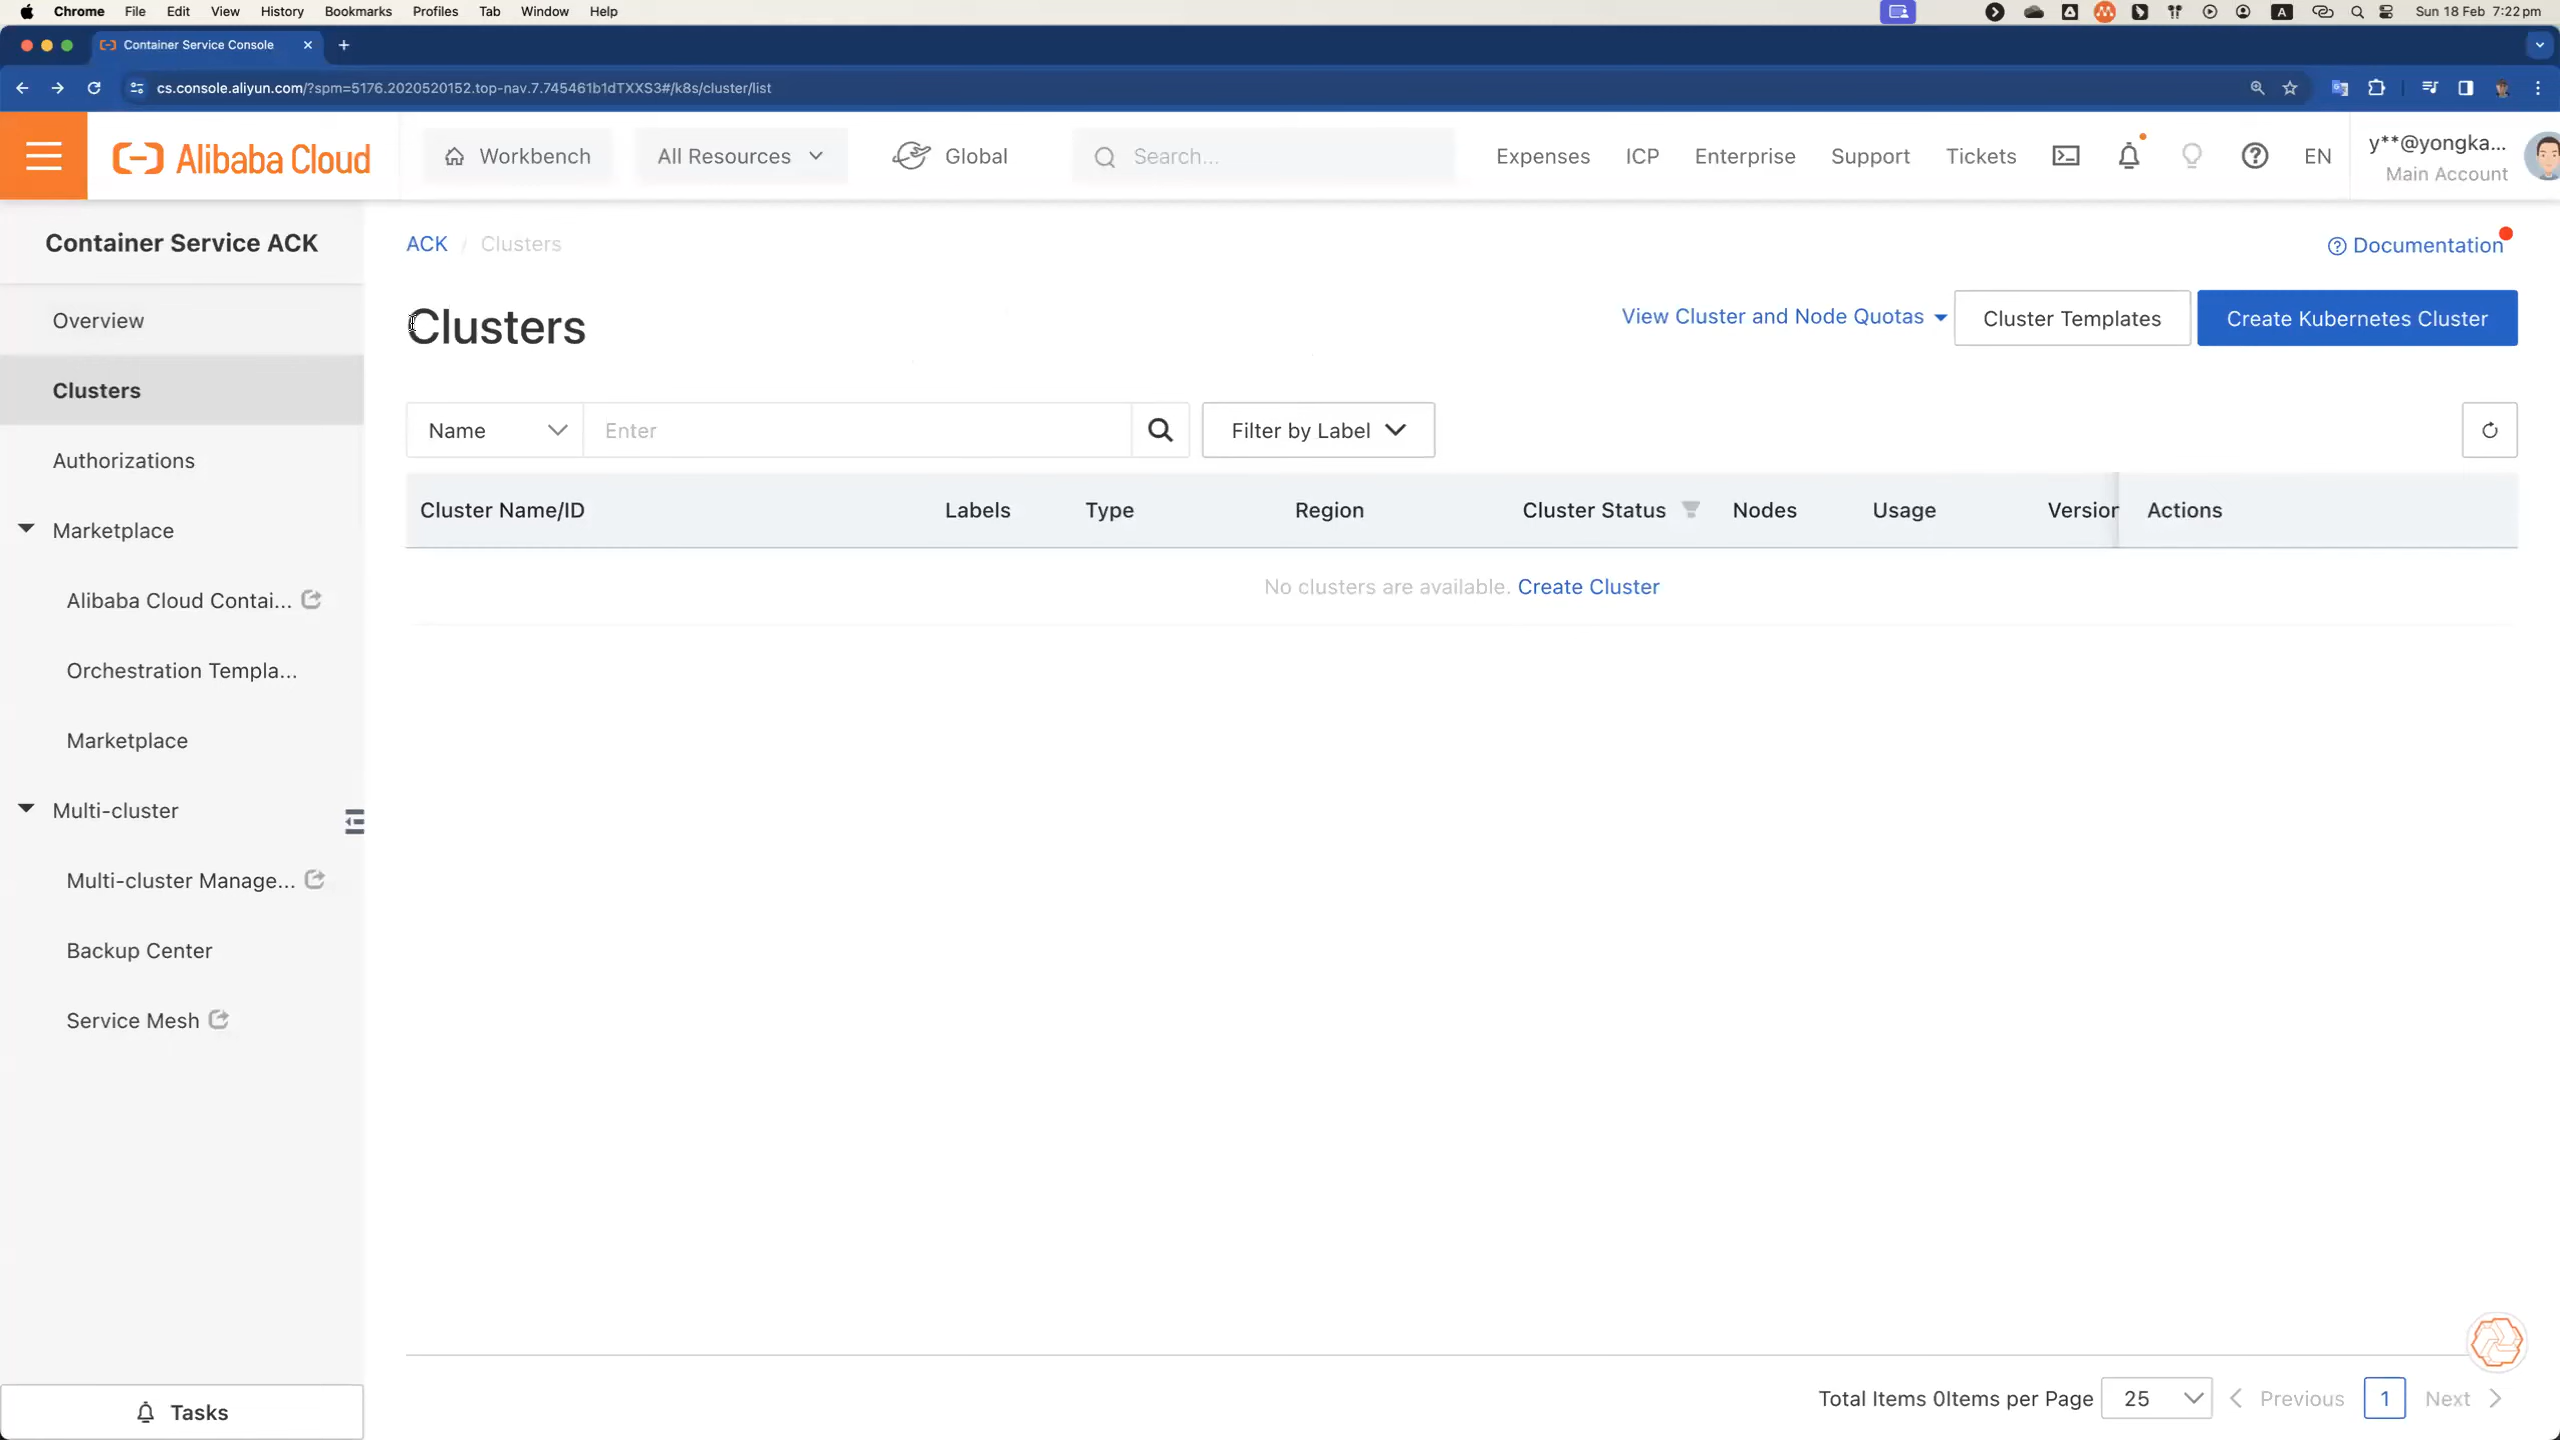 Chrome File Edit View History Bookmarks Profiles Tab Window Help
A
Sun 18 Feb 7:22 pm
Container Service Console
cs.console.aliyun.com/?spm=5176.2020520152.top-nav.7.745461b1dTXXS3#/k8s/cluster/list
Alibaba Cloud
Workbench
All Resources
Global
Search...
Expenses
ICP
Enterprise
Support
Tickets
EN
y**@yongka...
Main Account
Container Service ACK
Overview
Clusters
Authorizations
Marketplace
Alibaba Cloud Contai...
Orchestration Templa...
Marketplace
Multi-cluster
Multi-cluster Manage...
Backup Center
Service Mesh
Tasks
ACK / Clusters
Documentation
Clusters
View Cluster and Node Quotas
Cluster Templates
Create Kubernetes Cluster
Name
Enter
Filter by Label
Cluster Name/ID Labels Type Region Cluster Status Nodes Usage Version Actions
No clusters are available. Create Cluster
Total Items 0Items per Page 25 Previous 1 Next